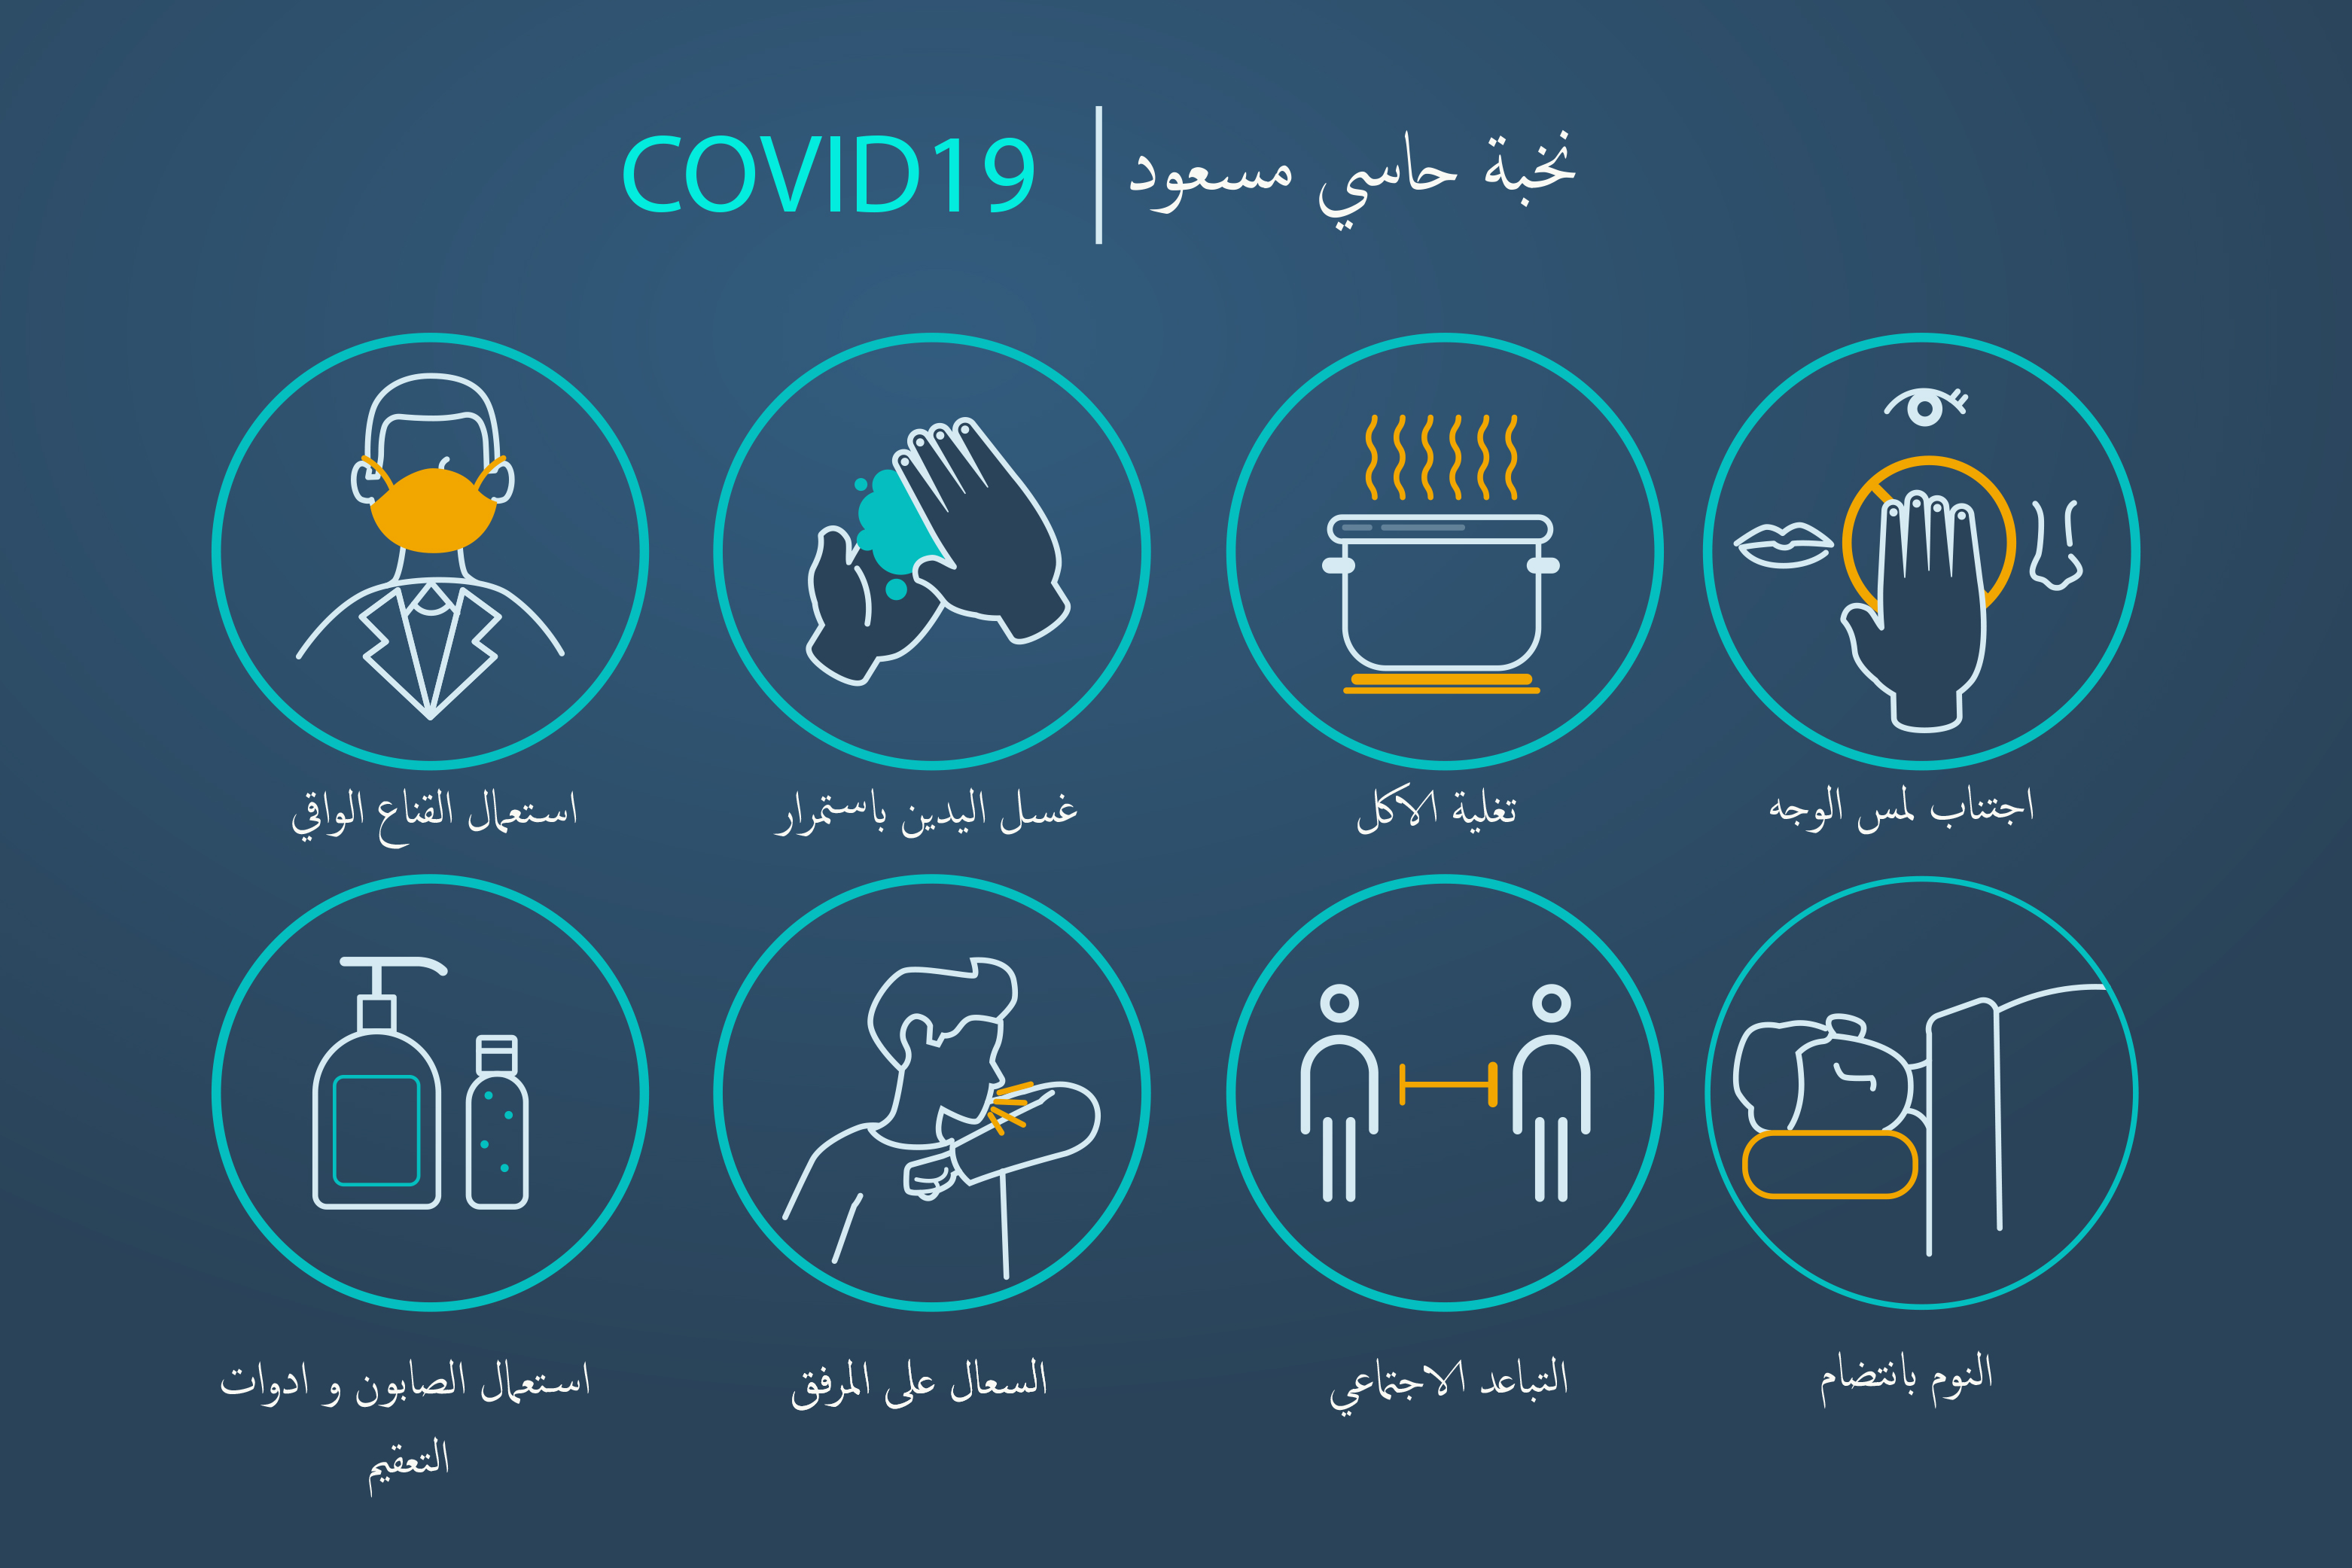 نخبة حاسي مسعود | COVID19
اجتناب لمس الوجه
تغلية الاكل
غسل اليدين باستمرار
استعمال القناع الواقي
النوم بانتضام
التباعد الاجتماعي
السعال على المرفق
استعمال الصابون و ادوات
التعقيم